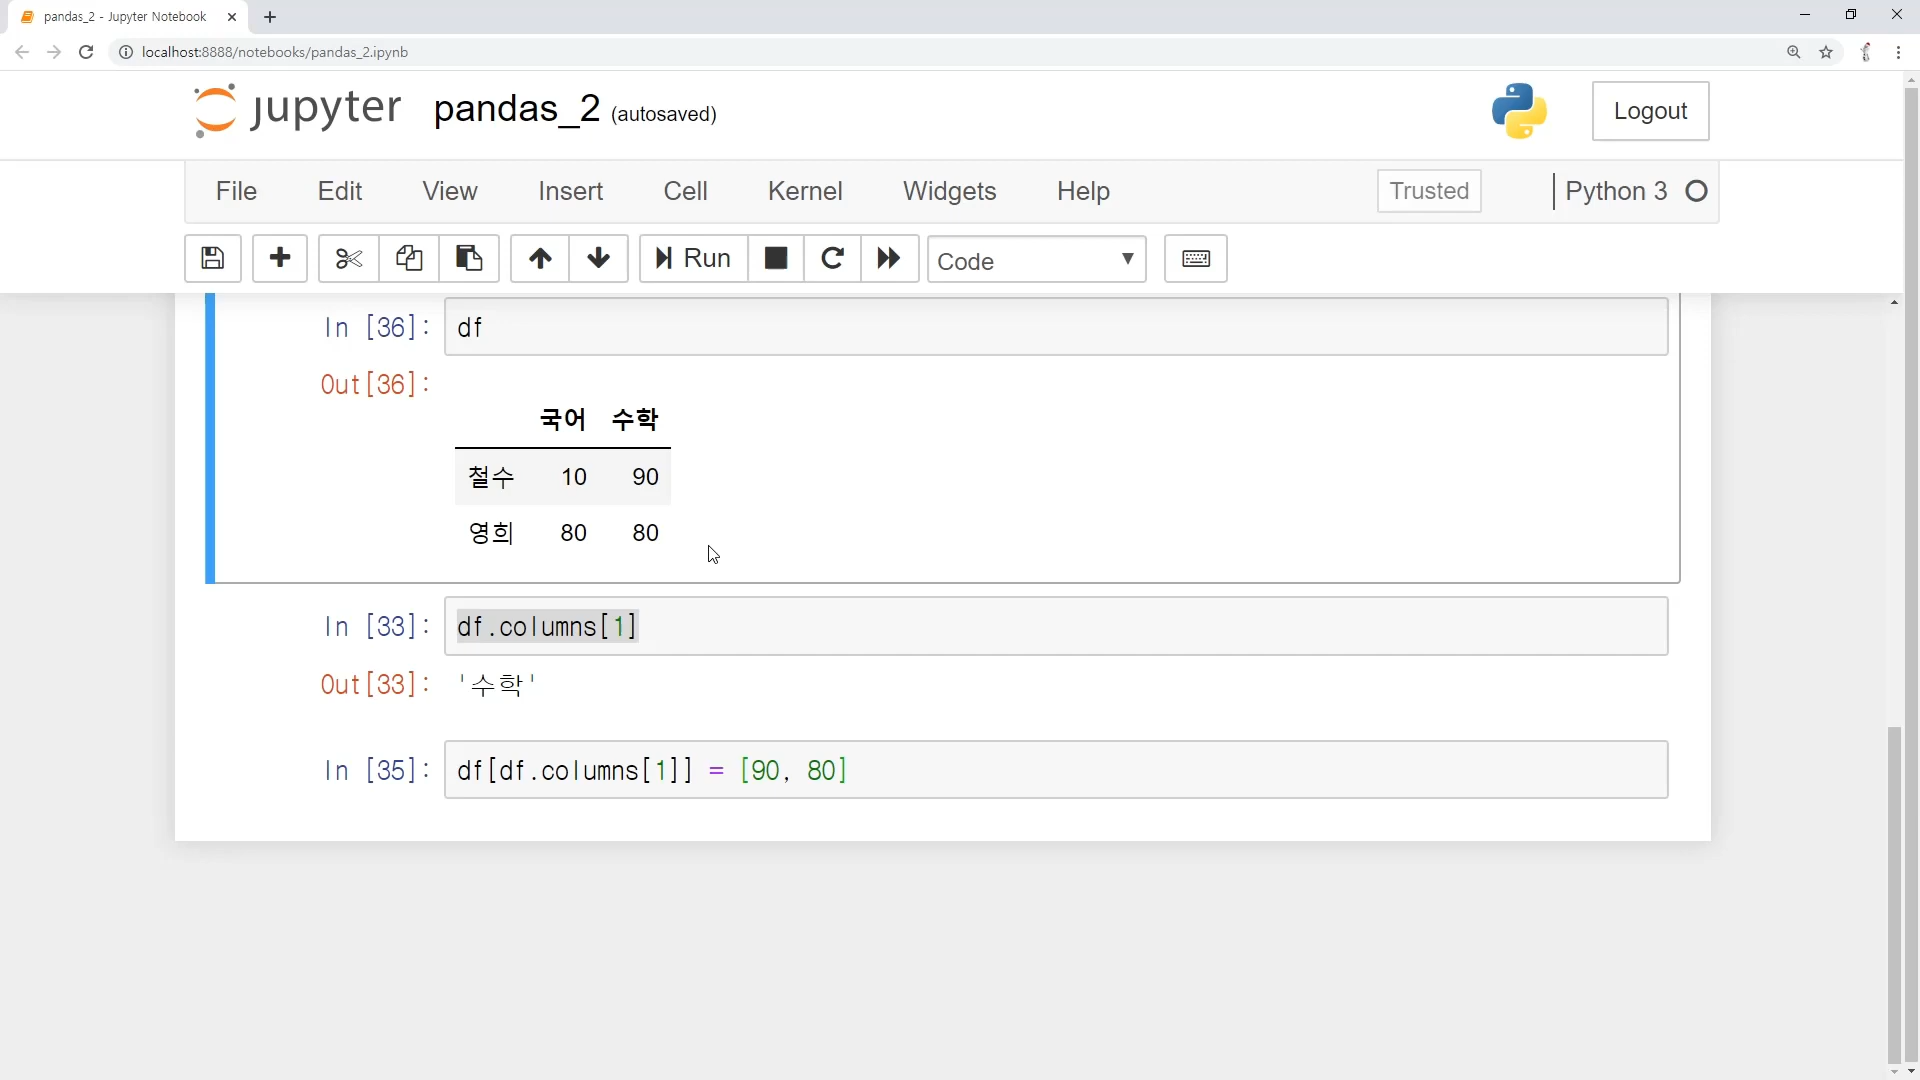 pandas_2 - Jupyter Notebook
localhost:8888/notebooks/pandas_2.ipynb
jupyter pandas_2 (autosaved) Logout
File Edit View Insert Cell Kernel Widgets Help Trusted Python 3
Run Code
In [36]: df
Out[36]:
국어 수학
철수 10 90
영희 80 80
In [33]: df.columns[1]
Out[33]: '수학'
In [35]: df[df.columns[1]] = [90, 80]